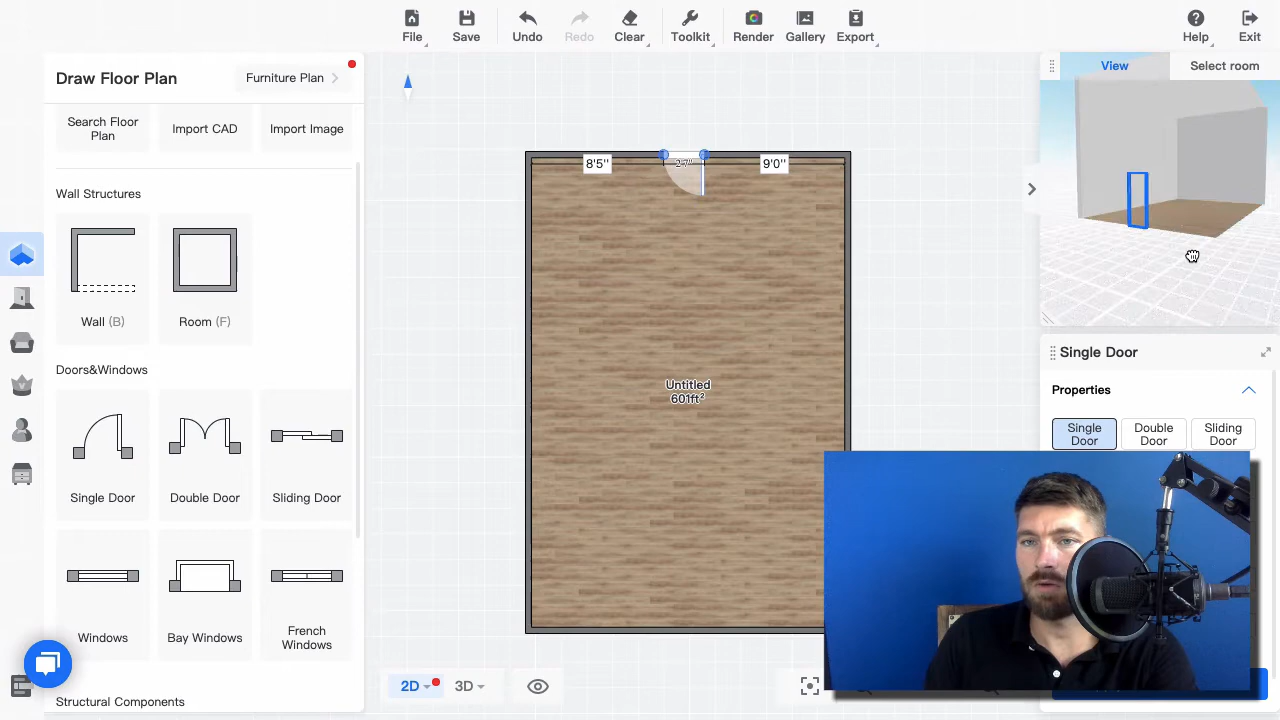 File
Save
Undo
Redo
Clear
Toolkit
Render
Gallery
Export
Help
Exit
Draw Floor Plan
Furniture Plan
Search Floor
Plan
Import CAD
Import Image
Wall Structures
Wall (B)
Room (F)
Doors&Windows
Single Door
Double Door
Sliding Door
Windows
Bay Windows
French
Windows
Structural Components
8'5''
2'7''
9'0''
Untitled
601ft²
2D
3D
View
Select room
Single Door
Properties
Single
Door
Double
Door
Sliding
Door